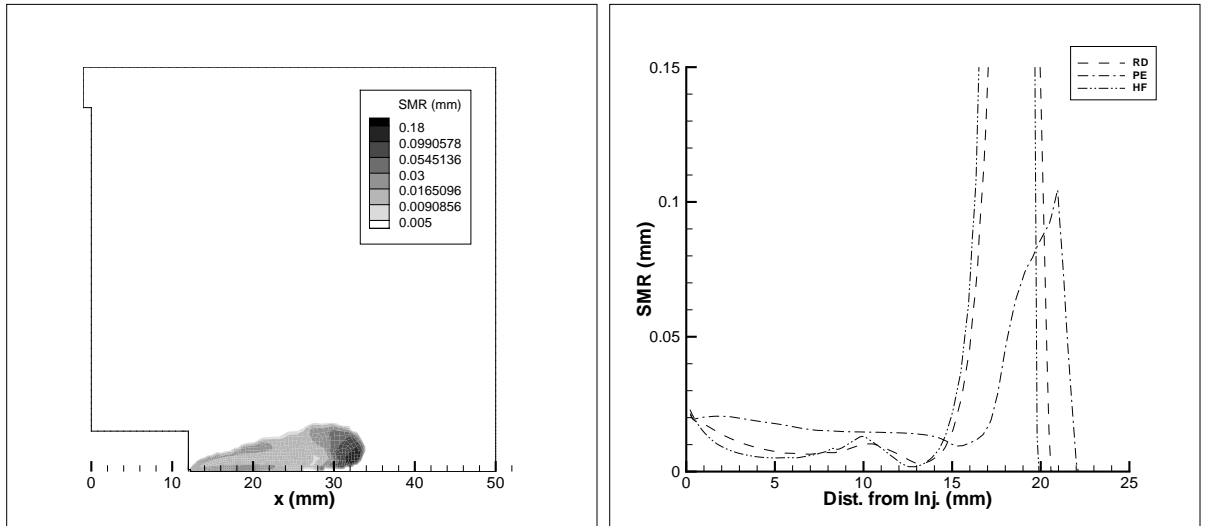 SMR (mm)
0.18
0.0990578
0.0545136
0.03
0.0165096
0.0090856
0.005
0 10 20 30 40 50
x (mm)
RD
PE
HF
0.15
0.1
0.05
0
SMR (mm)
0 5 10 15 20 25
Dist. from Inj. (mm)